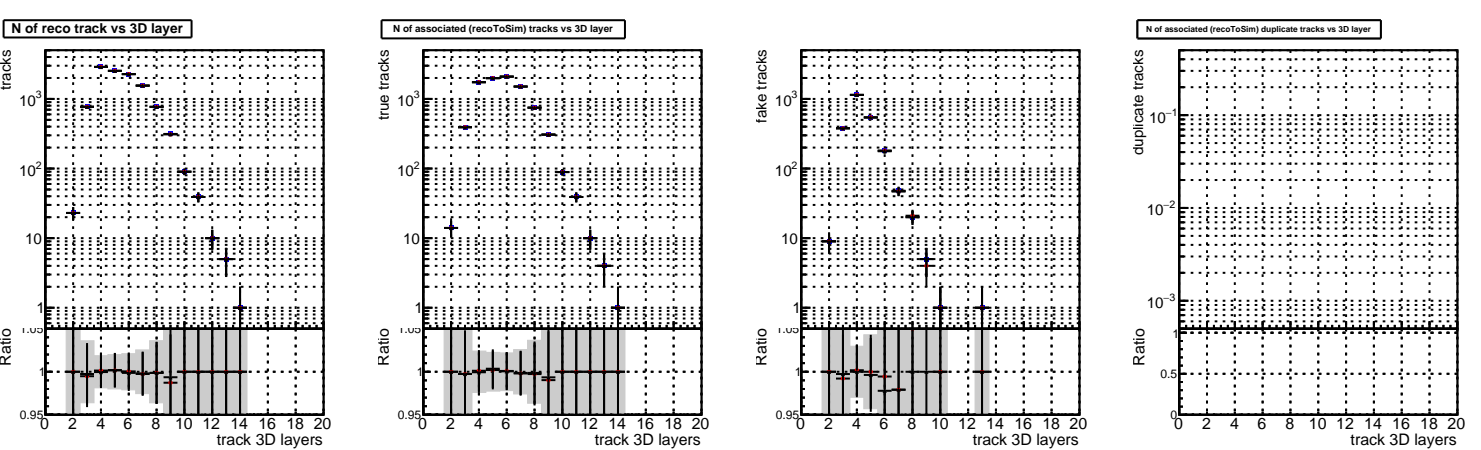 N of reco track vs 3D layer
tracks
10³
10²
10
1
Ratio
1.05
1
0.95
0 2 4 6 8 10 12 14 16 18 20
track 3D layers
N of associated (recoToSim) tracks vs 3D layer
true tracks
10³
10²
10
1
Ratio
1.05
1
0.95
0 2 4 6 8 10 12 14 16 18 20
track 3D layers
fake tracks
10³
10²
10
1
Ratio
1.05
1
0.95
0 2 4 6 8 10 12 14 16 18 20
track 3D layers
N of associated (recoToSim) duplicate tracks vs 3D layer
duplicate tracks
10⁻¹
10⁻²
10⁻³
Ratio
1
0.5
0
0 2 4 6 8 10 12 14 16 18 20
track 3D layers